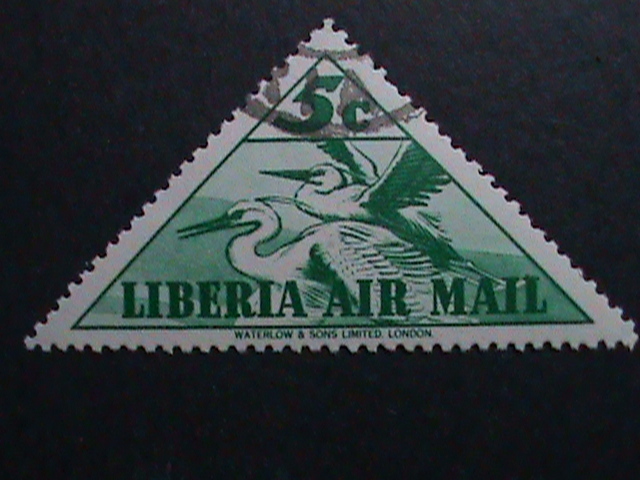 5c
LIBERIA AIR MAIL
WATERLOW & SONS LIMITED. LONDON.